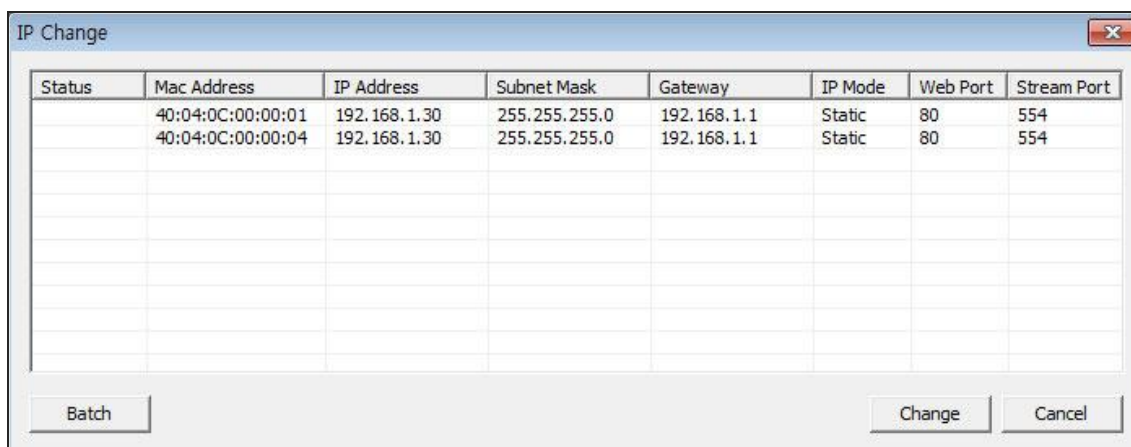 IP Change
Status Mac Address IP Address Subnet Mask Gateway IP Mode Web Port Stream Port
40:04:0C:00:00:01 192.168.1.30 255.255.255.0 192.168.1.1 Static 80 554
40:04:0C:00:00:04 192.168.1.30 255.255.255.0 192.168.1.1 Static 80 554
Batch Change Cancel